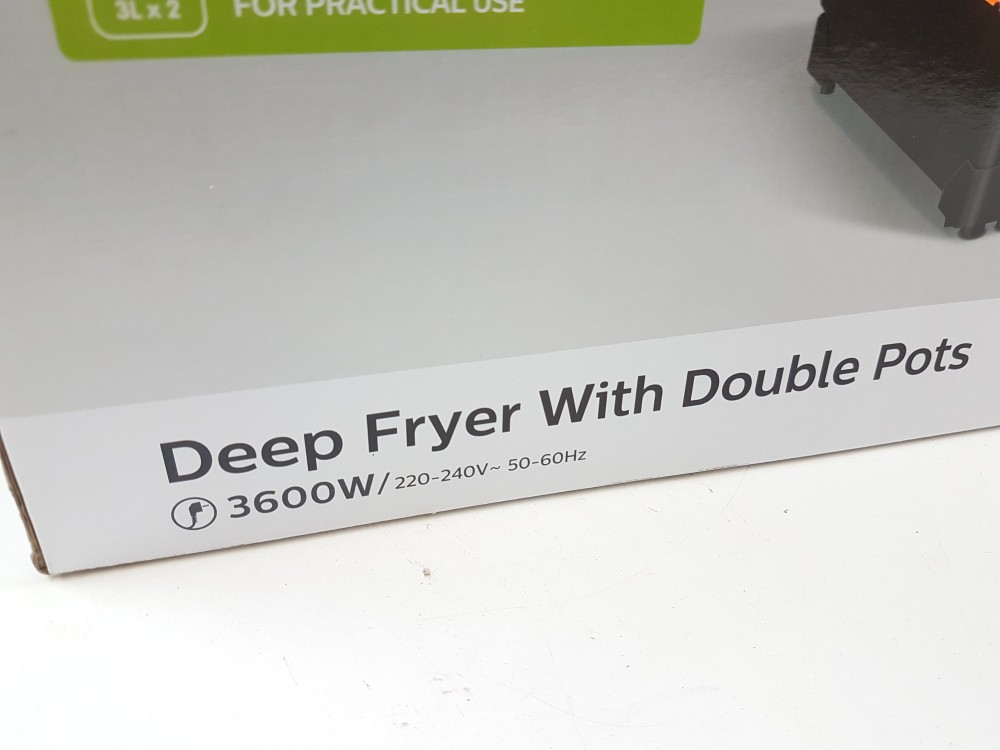 3L x 2
FOR PRACTICAL USE
Deep Fryer With Double Pots
3600W/220-240V~ 50-60Hz